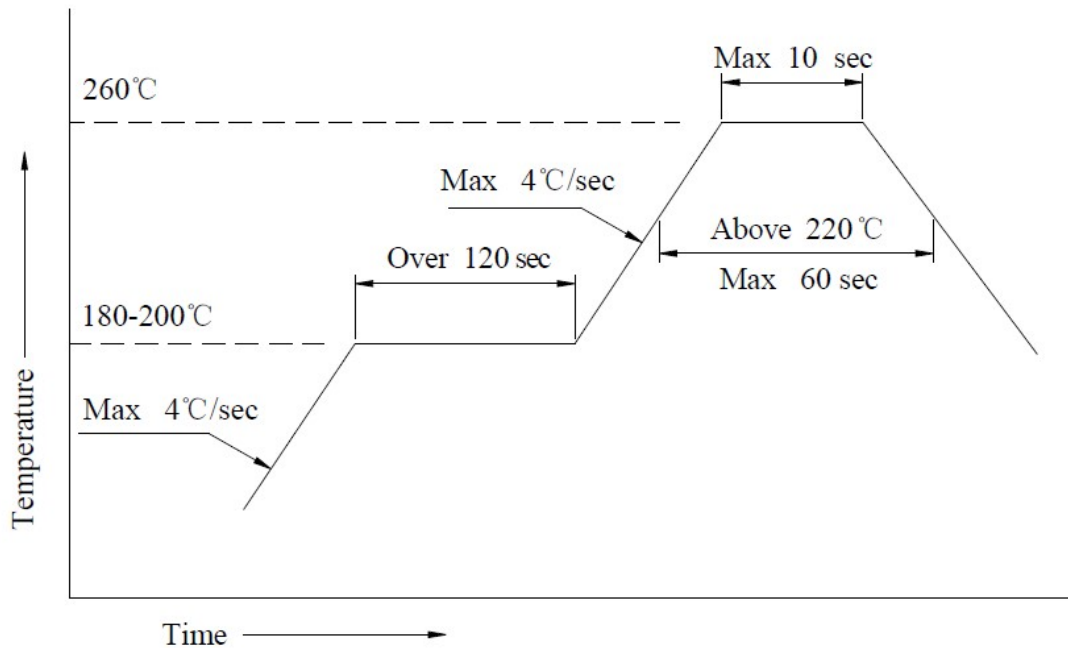 Max 10 sec
260℃
Max 4℃/sec
Above 220℃
Over 120 sec
Max 60 sec
180-200℃
Max 4℃/sec
Temperature
Time